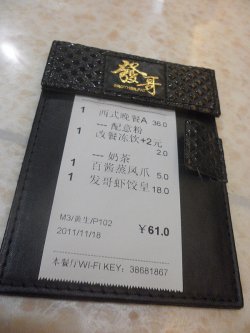 發哥
1 西式晚餐A 36.0
一配意粉
1 改餐冻饮+2元
2.0
一奶茶
1 百酱蒸凤爪 5.0
1 发哥虾饺皇 18.0
M3/黄生/P102
2011/11/18 ￥61.0
本餐厅WI-FI KEY: 38681867